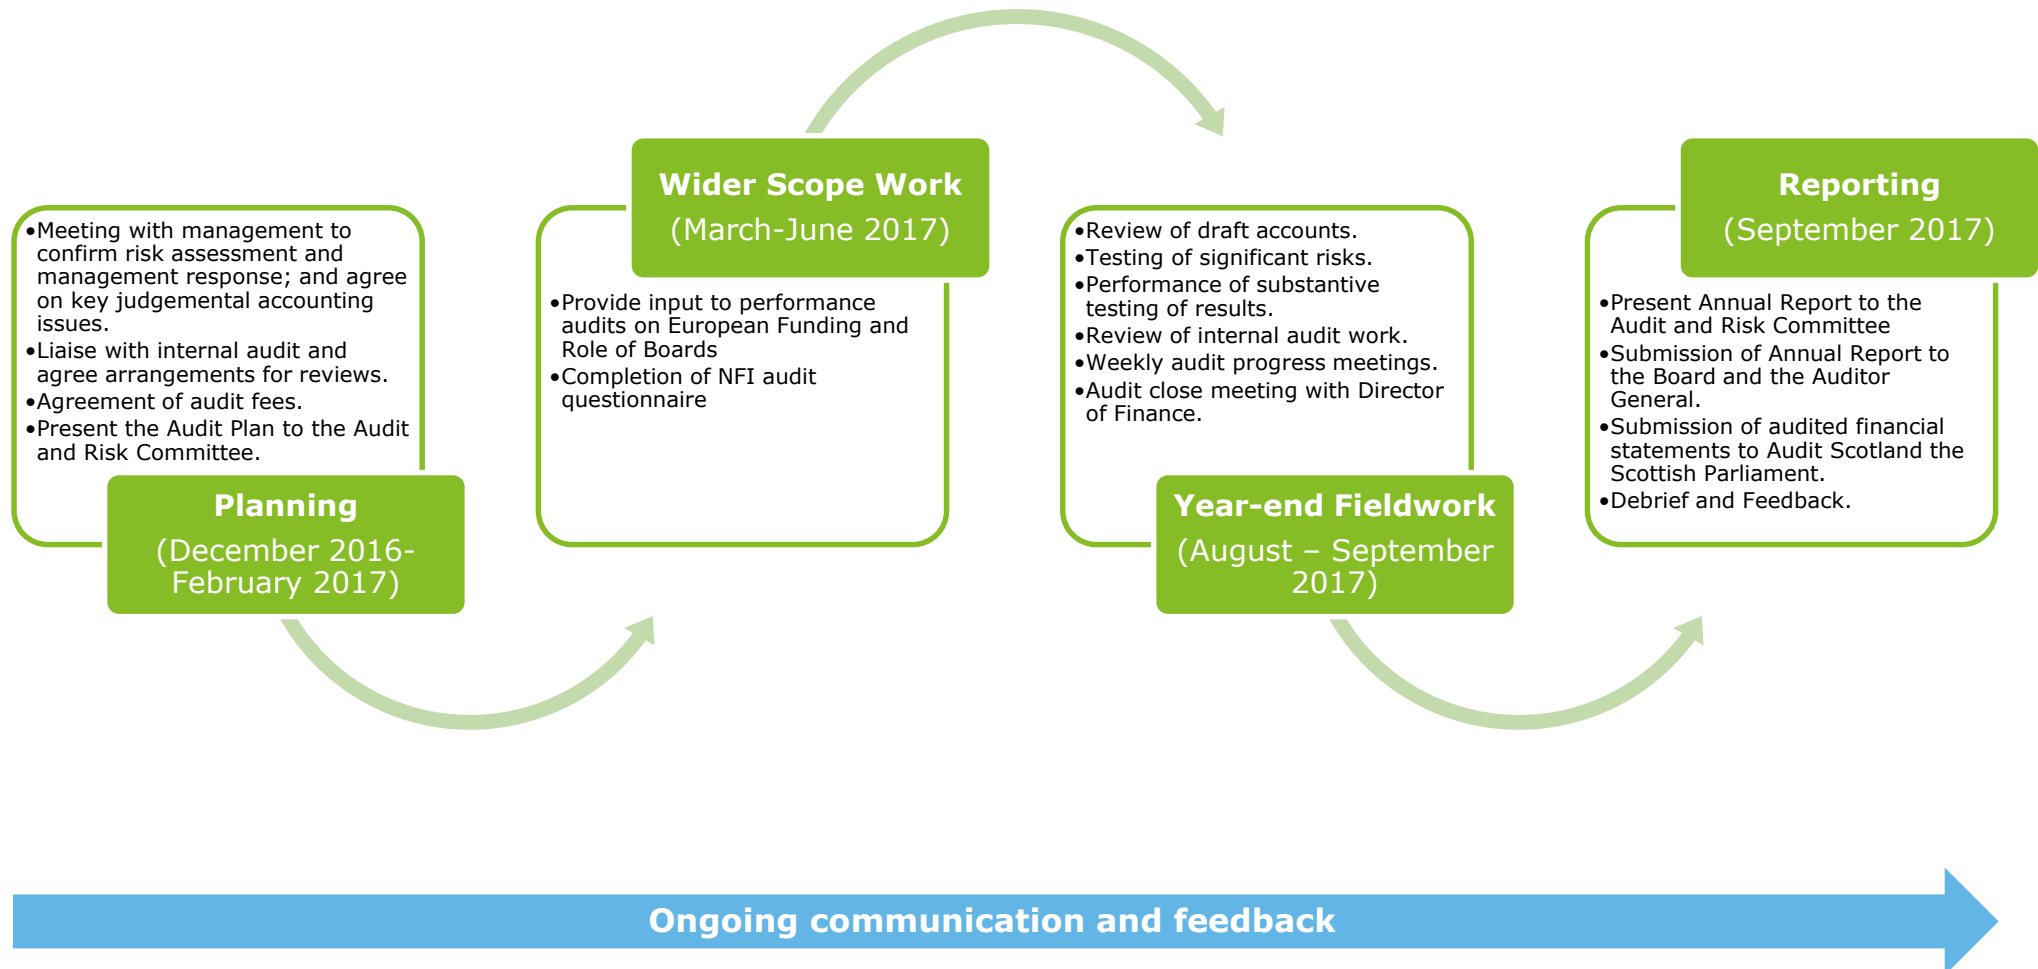 •Meeting with management to
confirm risk assessment and
management response; and agree
on key judgemental accounting
issues.
•Liaise with internal audit and
agree arrangements for reviews.
•Agreement of audit fees.
•Present the Audit Plan to the Audit
and Risk Committee.
Planning
(December 2016-
February 2017)
Wider Scope Work
(March-June 2017)
•Provide input to performance
audits on European Funding and
Role of Boards
•Completion of NFI audit
questionnaire
•Review of draft accounts.
•Testing of significant risks.
•Performance of substantive
testing of results.
•Review of internal audit work.
•Weekly audit progress meetings.
•Audit close meeting with Director
of Finance.
Year-end Fieldwork
(August – September
2017)
Reporting
(September 2017)
•Present Annual Report to the
Audit and Risk Committee
•Submission of Annual Report to
the Board and the Auditor
General.
•Submission of audited financial
statements to Audit Scotland the
Scottish Parliament.
•Debrief and Feedback.
Ongoing communication and feedback